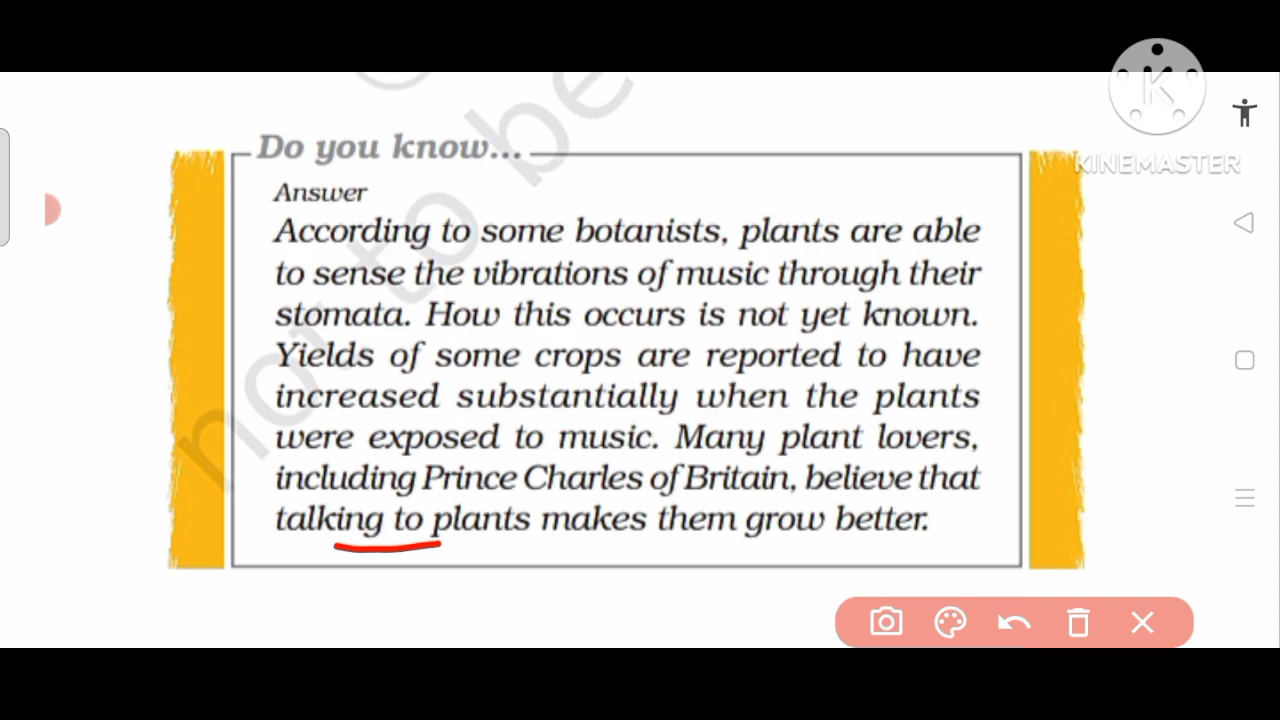 KINEMASTER
Do you know...
Answer
According to some botanists, plants are able
to sense the vibrations of music through their
stomata. How this occurs is not yet known.
Yields of some crops are reported to have
increased substantially when the plants
were exposed to music. Many plant lovers,
including Prince Charles of Britain, believe that
talking to plants makes them grow better.
not to be